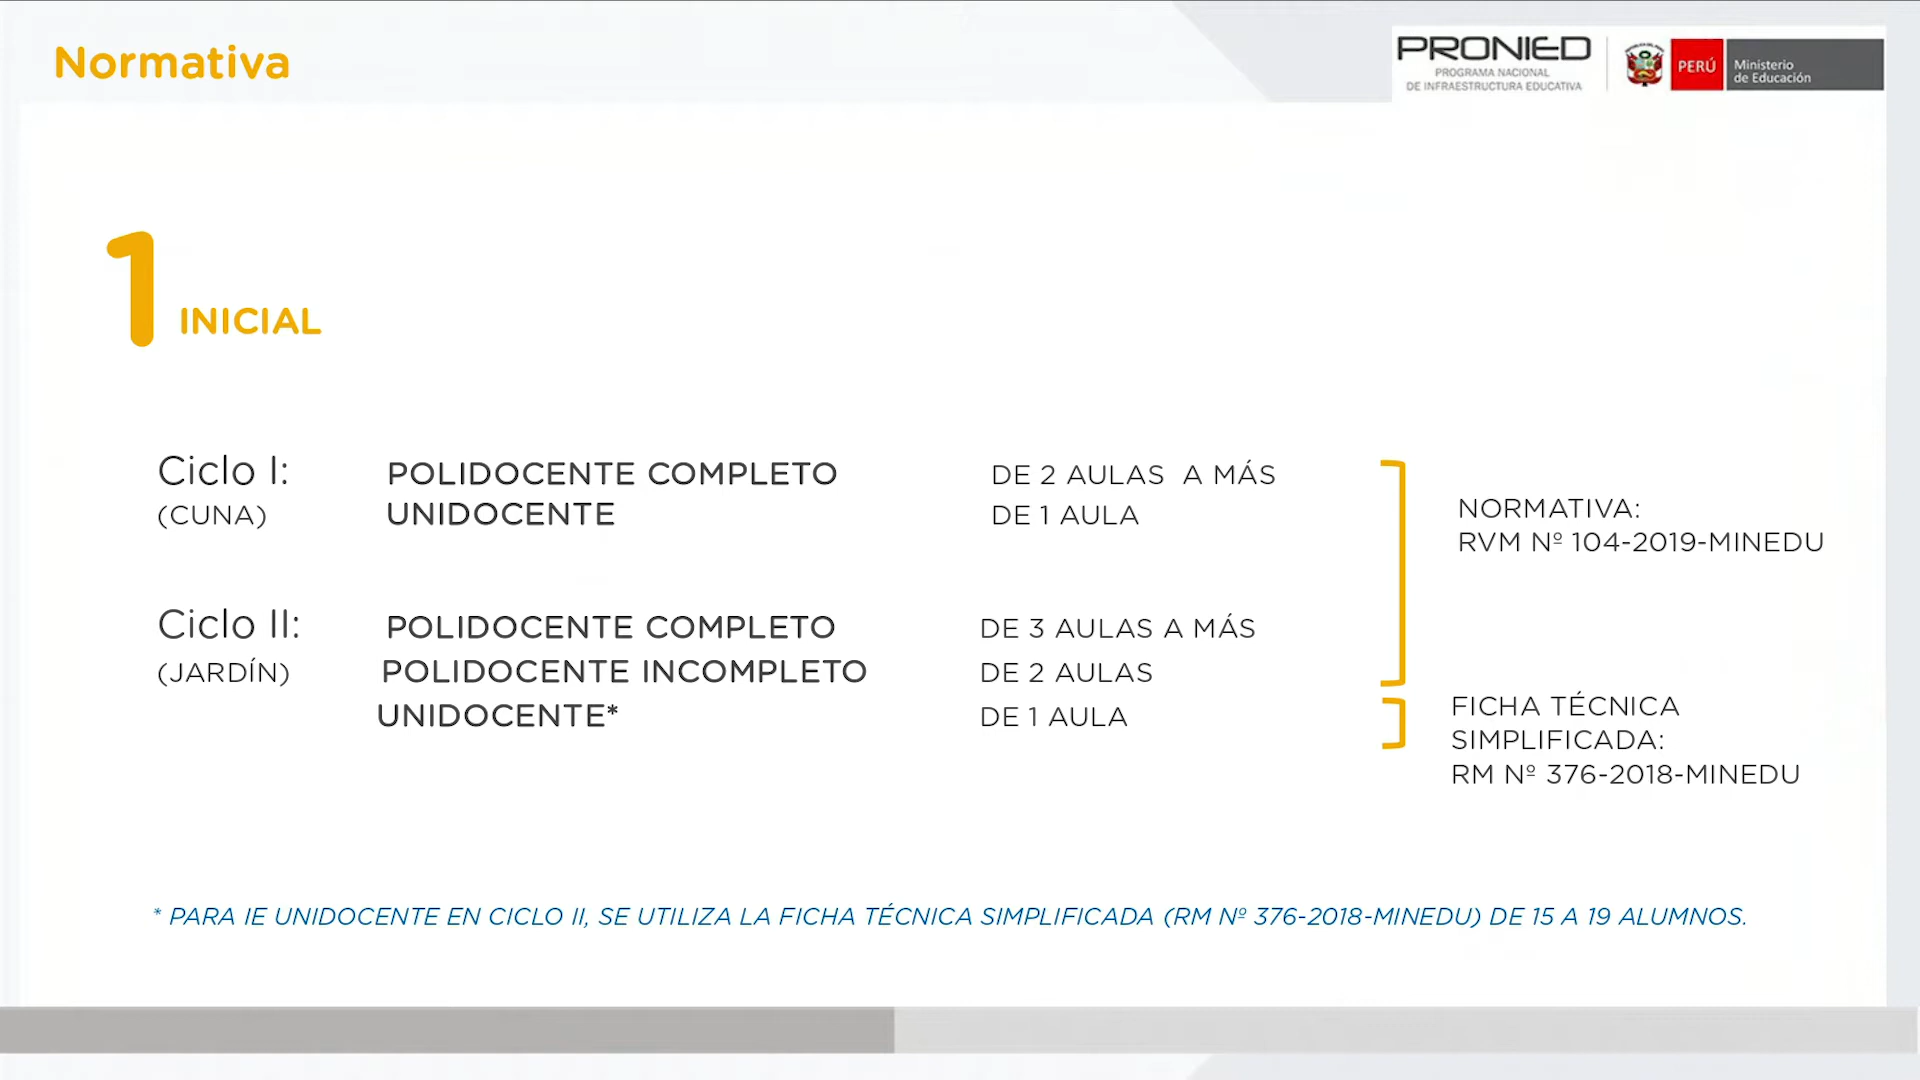 Normativa
PRONIED
PROGRAMA NACIONAL
DE INFRAESTRUCTURA EDUCATIVA
PERÚ
Ministerio
de Educación
1 INICIAL
Ciclo I: POLIDOCENTE COMPLETO DE 2 AULAS A MÁS
(CUNA) UNIDOCENTE DE 1 AULA
NORMATIVA:
RVM Nº 104-2019-MINEDU
Ciclo II: POLIDOCENTE COMPLETO DE 3 AULAS A MÁS
(JARDÍN) POLIDOCENTE INCOMPLETO DE 2 AULAS
UNIDOCENTE* DE 1 AULA
FICHA TÉCNICA
SIMPLIFICADA:
RM Nº 376-2018-MINEDU
* PARA IE UNIDOCENTE EN CICLO II, SE UTILIZA LA FICHA TÉCNICA SIMPLIFICADA (RM Nº 376-2018-MINEDU) DE 15 A 19 ALUMNOS.